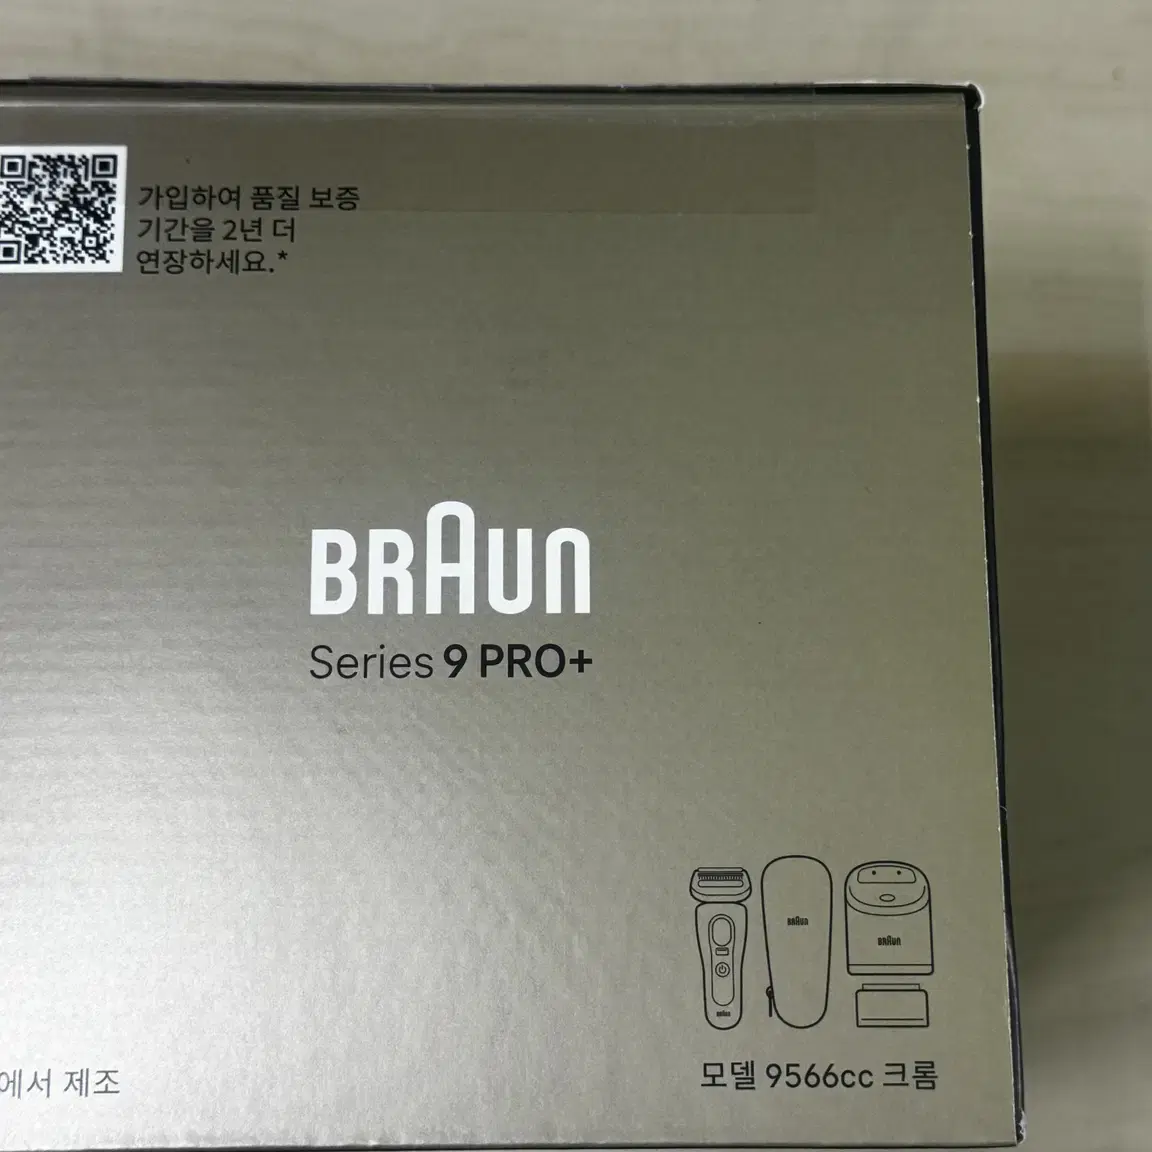 가입하여 품질 보증
기간을 2년 더
연장하세요.*
BRAUN
Series 9 PRO+
BRAUN
BRAUN
BRAUN
에서 제조
모델 9566cc 크롬